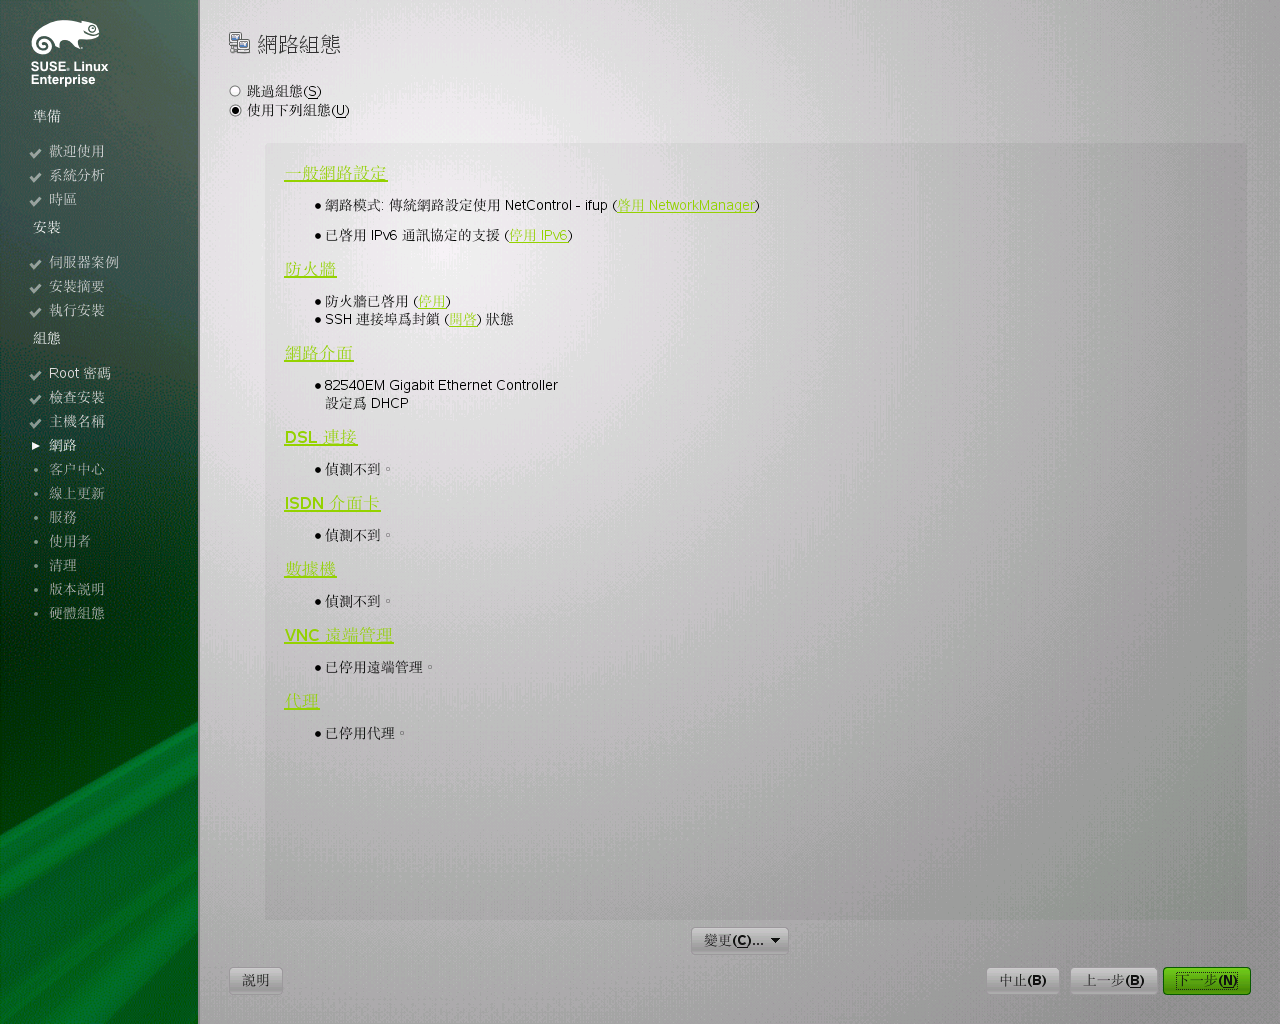 SUSE. Linux
Enterprise
準備
歡迎使用
系統分析
時區
安裝
伺服器案例
安裝摘要
執行安裝
組態
Root 密碼
檢查安裝
主機名稱
網路
客户中心
線上更新
服務
使用者
清理
版本説明
硬體組態
網路組態
跳過組態(S)
使用下列組態(U)
一般網路設定
網路模式: 傳統網路設定使用 NetControl - ifup (啓用 NetworkManager)
已啓用 IPv6 通訊協定的支援 (停用 IPv6)
防火牆
防火牆已啓用 (停用)
SSH 連接埠爲封鎖 (開啓) 狀態
網路介面
82540EM Gigabit Ethernet Controller
設定爲 DHCP
DSL 連接
偵測不到。
ISDN 介面卡
偵測不到。
數據機
偵測不到。
VNC 遠端管理
已停用遠端管理。
代理
已停用代理。
變更(C)...
説明
中止(B)
上一步(B)
下一步(N)